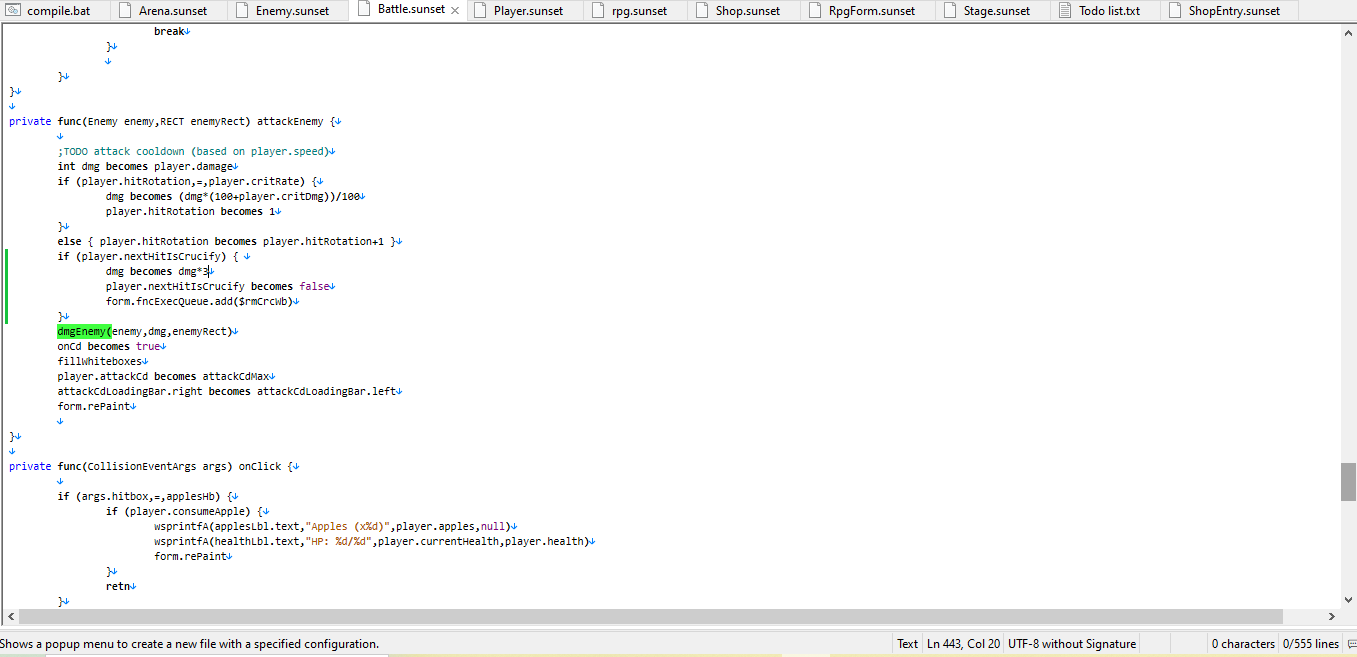 compile.bat Arena.sunset Enemy.sunset Battle.sunset Player.sunset rpg.sunset Shop.sunset RpgForm.sunset Stage.sunset Todo list.txt ShopEntry.sunset
break
}
}
}
private func(Enemy enemy,RECT enemyRect) attackEnemy {
;TODO attack cooldown (based on player.speed)
int dmg becomes player.damage
if (player.hitRotation,=,player.critRate) {
dmg becomes (dmg*(100+player.critDmg))/100
player.hitRotation becomes 1
}
else { player.hitRotation becomes player.hitRotation+1 }
if (player.nextHitIsCrucify) {
dmg becomes dmg*3
player.nextHitIsCrucify becomes false
form.fncExecQueue.add($rmCrcWb)
}
dmgEnemy(enemy,dmg,enemyRect)
onCd becomes true
fillWhiteboxes
player.attackCd becomes attackCdMax
attackCdLoadingBar.right becomes attackCdLoadingBar.left
form.rePaint
}
private func(CollisionEventArgs args) onClick {
if (args.hitbox,=,applesHb) {
if (player.consumeApple) {
wsprintfA(applesLbl.text,"Apples (x%d)",player.apples,null)
wsprintfA(healthLbl.text,"HP: %d/%d",player.currentHealth,player.health)
form.rePaint
}
retn
}
Shows a popup menu to create a new file with a specified configuration. Text Ln 443, Col 20 UTF-8 without Signature 0 characters 0/555 lines